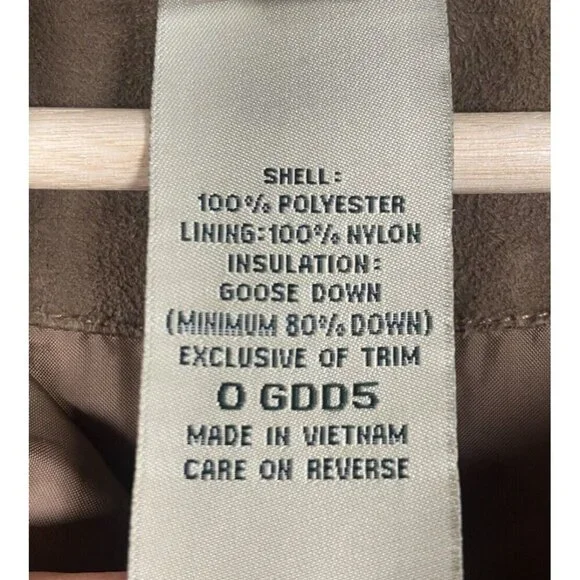 SHELL:
100% POLYESTER
LINING:100% NYLON
INSULATION:
GOOSE DOWN
(MINIMUM 80% DOWN)
EXCLUSIVE OF TRIM
O GDD5
MADE IN VIETNAM
CARE ON REVERSE